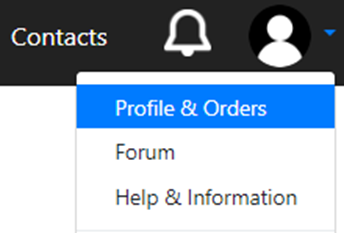 Contacts
Profile & Orders
Forum
Help & Information